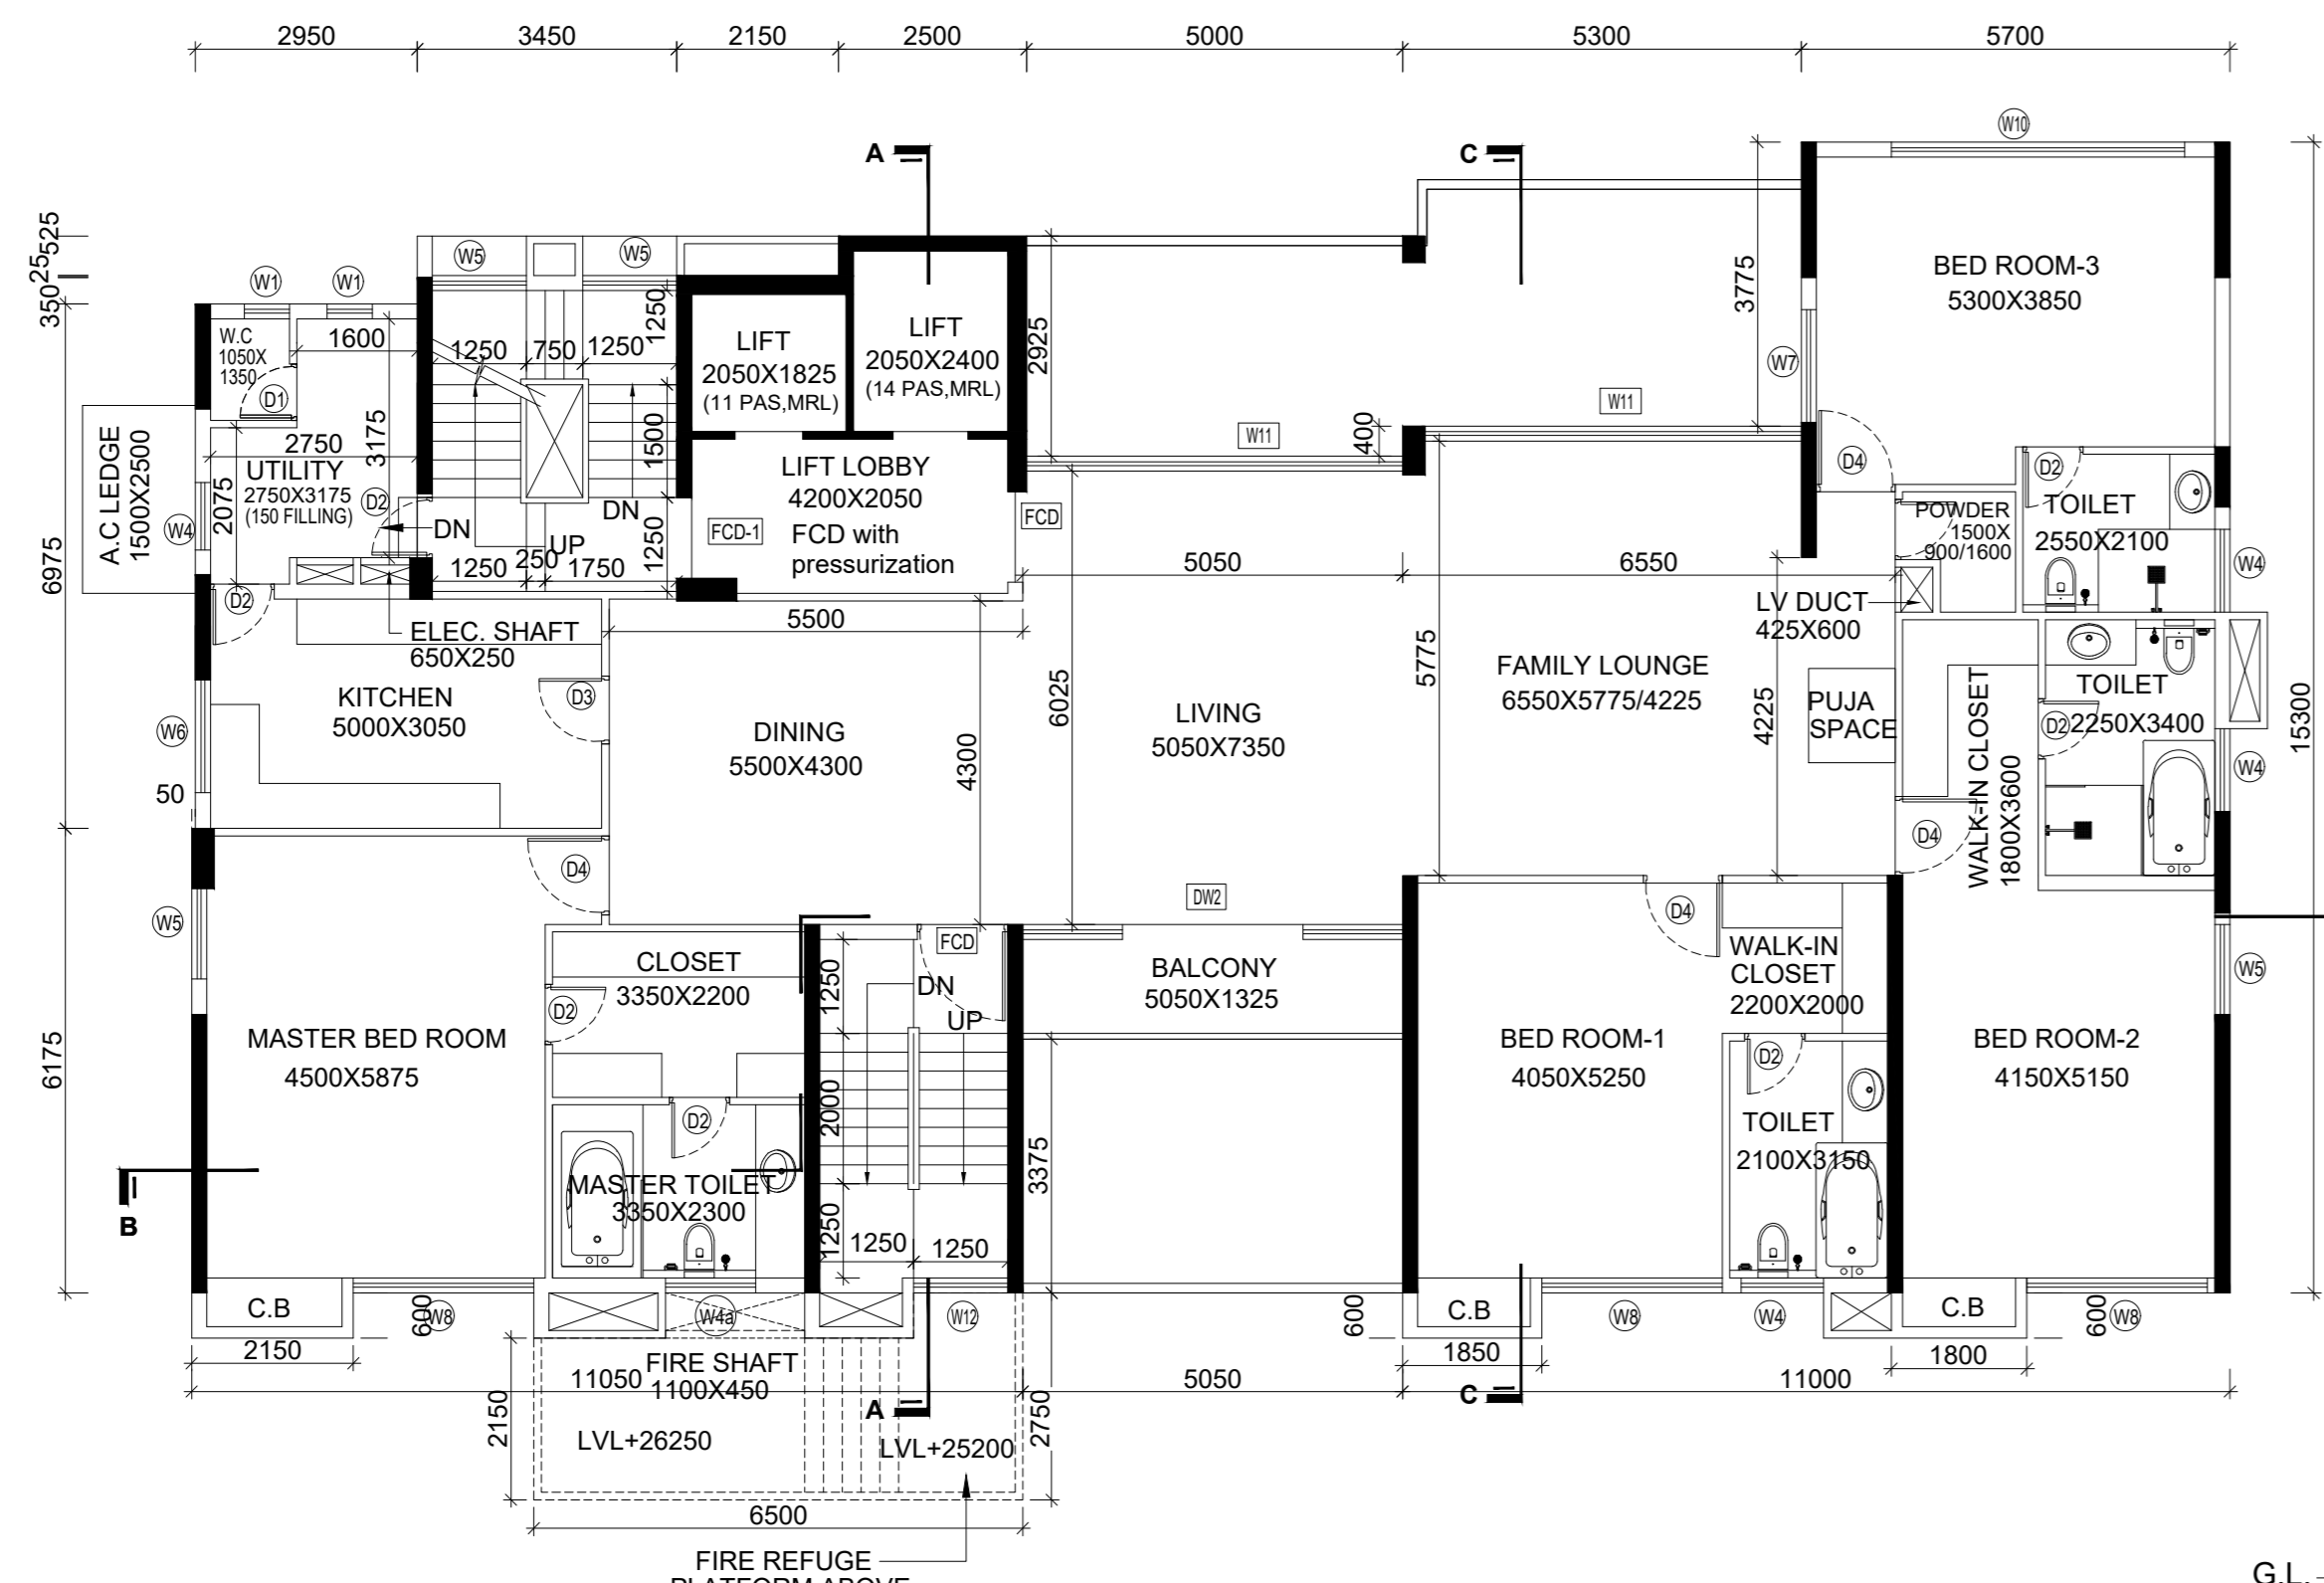 2950
3450
2150
2500
5000
5300
5700
W10
A
C
525
25
350
W5
W5
3775
BED ROOM-3
5300X3850
W1
W1
W.C
1050X
1350
1600
1250
750
1250
1250
LIFT
2050X1825
(11 PAS,MRL)
LIFT
2050X2400
(14 PAS,MRL)
2925
W7
W11
W11
400
D1
A.C LEDGE
1500X2500
2750
3175
UTILITY
2750X3175
(150 FILLING)
2075
D2
W4
DN
1500
DN
UP
LIFT LOBBY
4200X2050
FCD-1
FCD with
pressurization
FCD
D4
D2
TOILET
2550X2100
POWDER
1500X
900/1600
W4
6975
1250
250
1750
1250
5050
6550
D2
ELEC. SHAFT
650X250
5500
LV DUCT
425X600
KITCHEN
5000X3050
D3
W6
50
DINING
5500X4300
4300
6025
LIVING
5050X7350
5775
FAMILY LOUNGE
6550X5775/4225
4225
PUJA
SPACE
WALK-IN CLOSET
1800X3600
TOILET
2250X3400
D2
W4
15300
D4
D4
DW2
W5
CLOSET
3350X2200
D2
1250
FCD
DN
UP
BALCONY
5050X1325
D4
WALK-IN
CLOSET
2200X2000
W5
6175
MASTER BED ROOM
4500X5875
BED ROOM-1
4050X5250
D2
BED ROOM-2
4150X5150
D2
2000
TOILET
2100X3150
3375
MASTER TOILET
3350X2300
B
1250
1250
1250
C.B
600
W8
W4a
W12
600
C.B
W8
W4
C.B
600
W8
2150
FIRE SHAFT
1100X450
1850
1800
11050
5050
11000
A
C
2150
LVL+26250
LVL+25200
2750
6500
FIRE REFUGE
PLATFORM ABOVE
G.L.